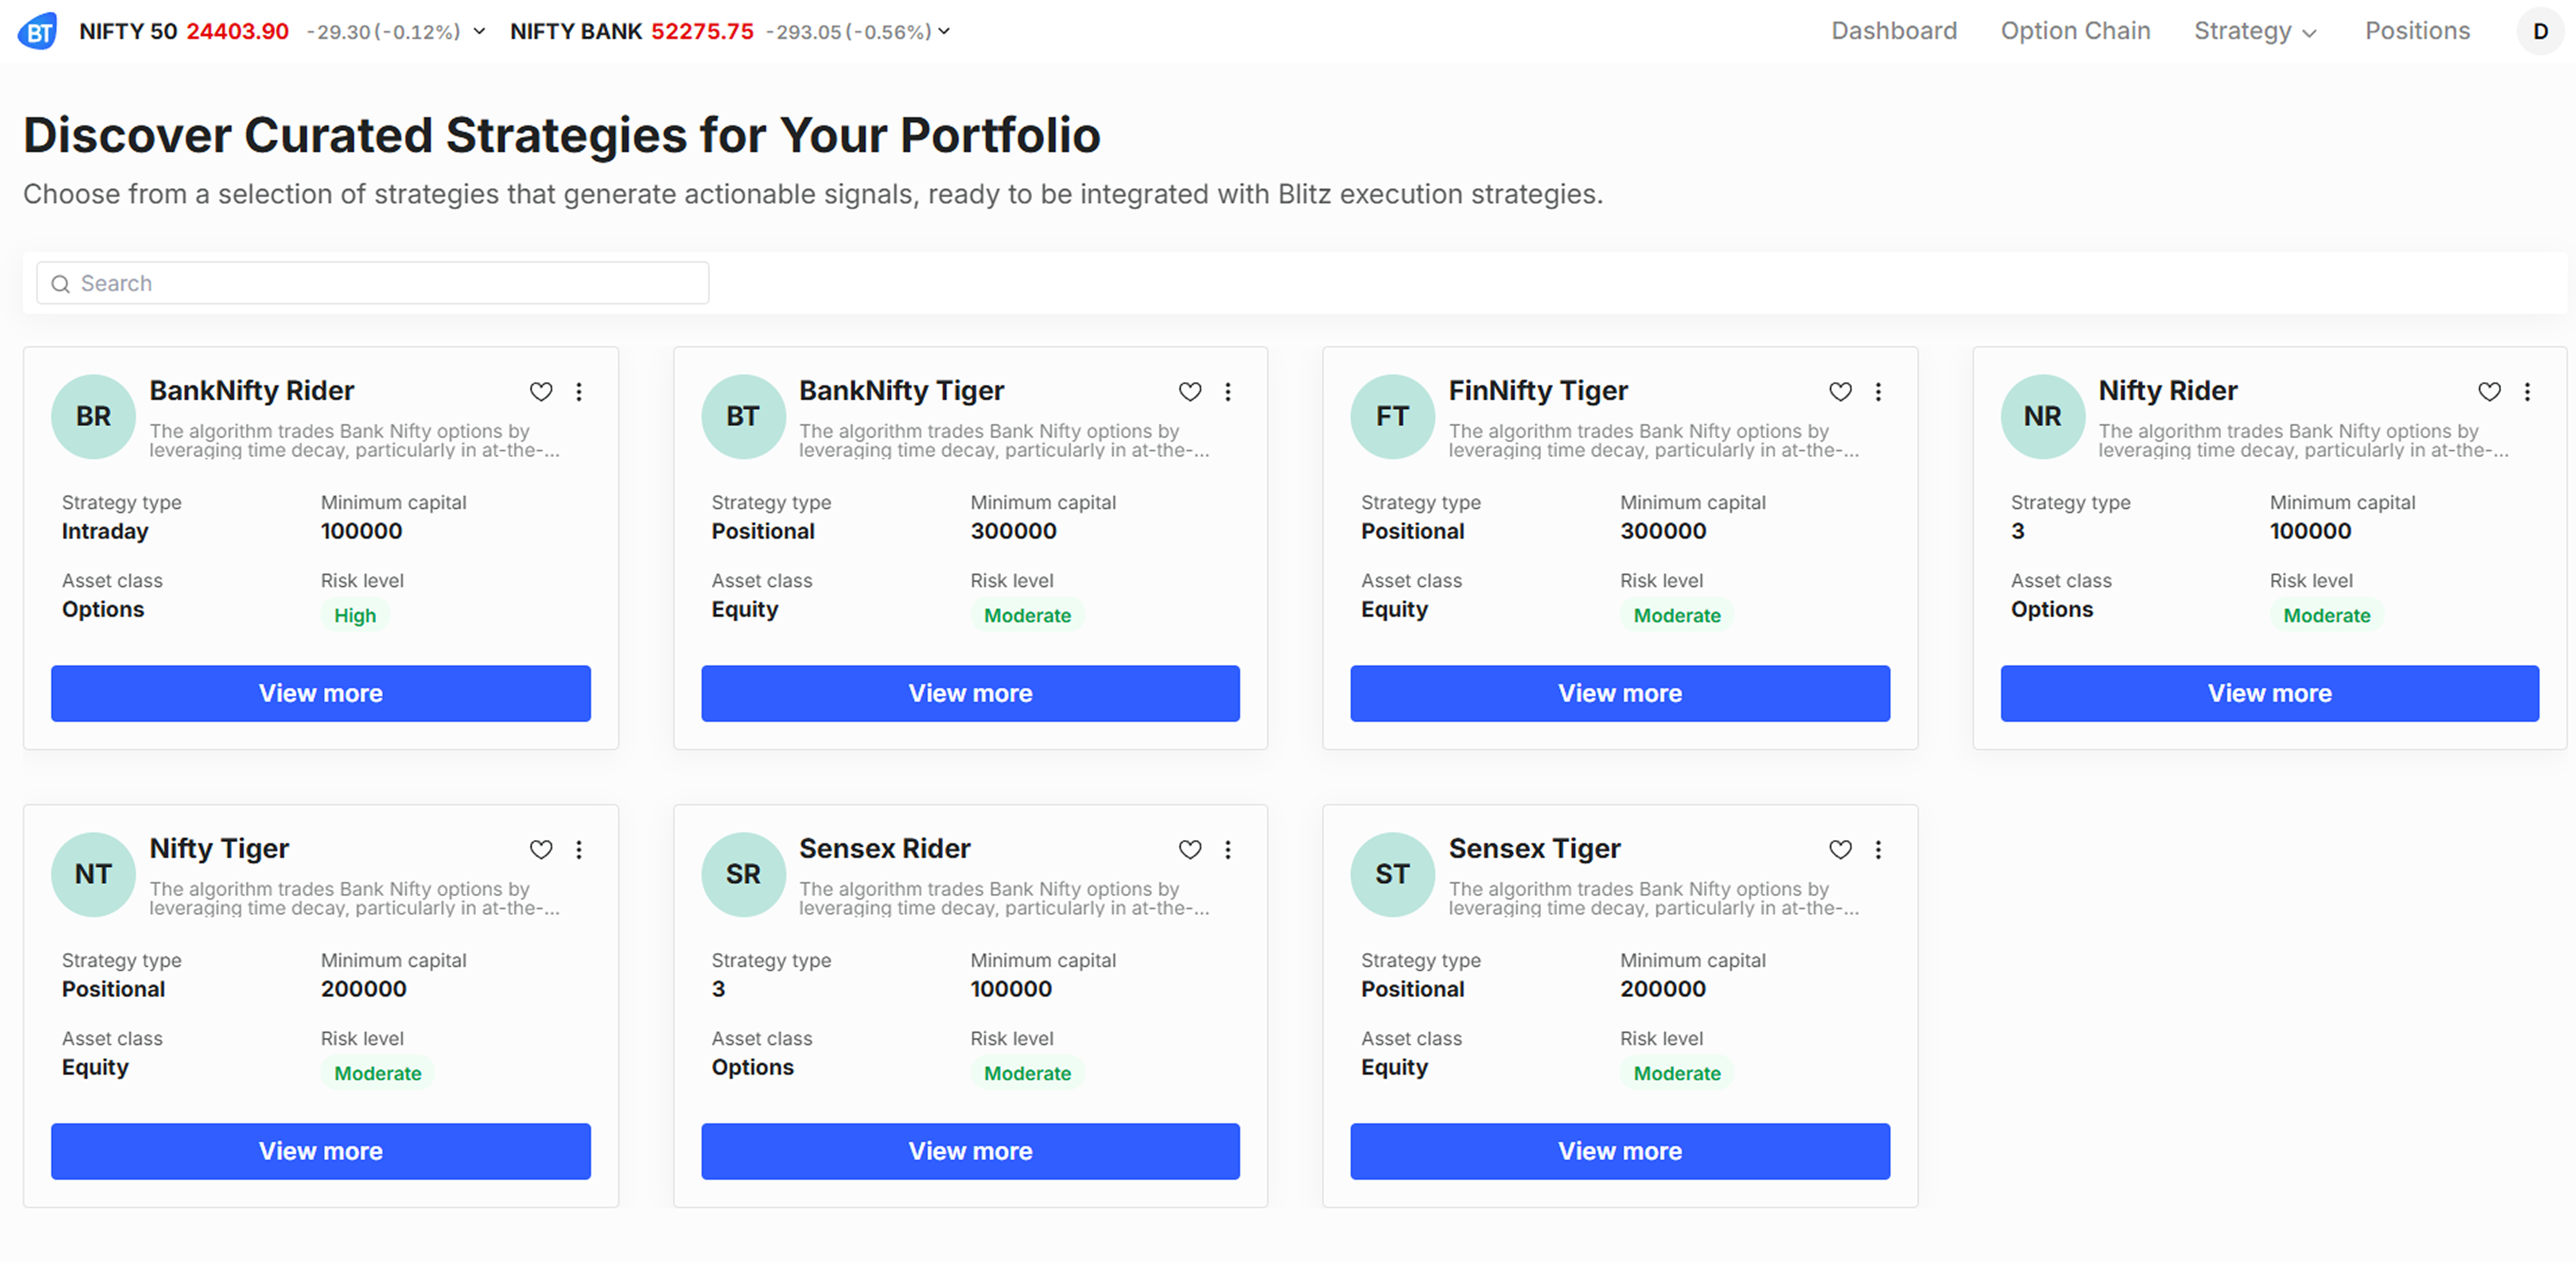 BT NIFTY 50 24403.90 -29.30 (-0.12%) NIFTY BANK 52275.75 -293.05 (-0.56%) Dashboard Option Chain Strategy Positions D
Discover Curated Strategies for Your Portfolio
Choose from a selection of strategies that generate actionable signals, ready to be integrated with Blitz execution strategies.
Search
BR
BankNifty Rider
The algorithm trades Bank Nifty options by
leveraging time decay, particularly in at-the-...
Strategy type Minimum capital
Intraday 100000
Asset class Risk level
Options High
View more
BT
BankNifty Tiger
The algorithm trades Bank Nifty options by
leveraging time decay, particularly in at-the-...
Strategy type Minimum capital
Positional 300000
Asset class Risk level
Equity Moderate
View more
FT
FinNifty Tiger
The algorithm trades Bank Nifty options by
leveraging time decay, particularly in at-the-...
Strategy type Minimum capital
Positional 300000
Asset class Risk level
Equity Moderate
View more
NR
Nifty Rider
The algorithm trades Bank Nifty options by
leveraging time decay, particularly in at-the-...
Strategy type Minimum capital
3 100000
Asset class Risk level
Options Moderate
View more
NT
Nifty Tiger
The algorithm trades Bank Nifty options by
leveraging time decay, particularly in at-the-...
Strategy type Minimum capital
Positional 200000
Asset class Risk level
Equity Moderate
View more
SR
Sensex Rider
The algorithm trades Bank Nifty options by
leveraging time decay, particularly in at-the-...
Strategy type Minimum capital
3 100000
Asset class Risk level
Options Moderate
View more
ST
Sensex Tiger
The algorithm trades Bank Nifty options by
leveraging time decay, particularly in at-the-...
Strategy type Minimum capital
Positional 200000
Asset class Risk level
Equity Moderate
View more